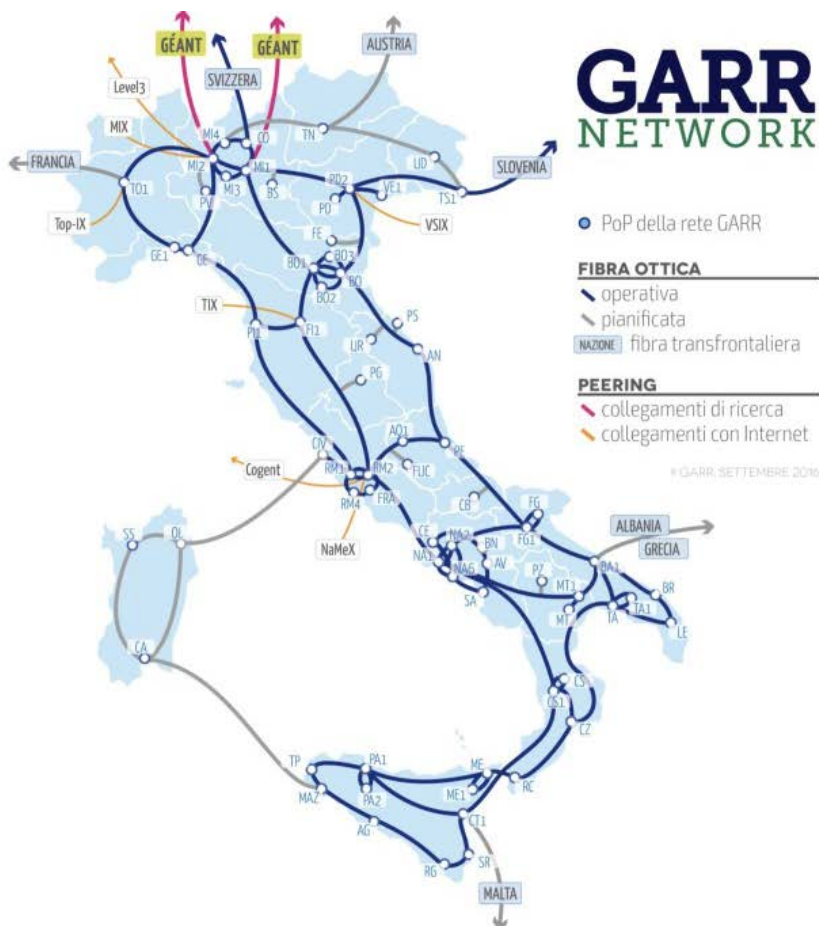 GÉANT
GÉANT
AUSTRIA
SVIZZERA
Level3
MIX
MI4
CO
TN
LID
FRANCIA
MI2
MI1
SLOVENIA
TO1
MI3
BS
PD2
VE1
TS1
PV
PD
Top-IX
VSIX
FE
GE1
GE
BO1
BO3
BO
BO2
TIX
PI1
FI1
PS
UR
AN
PG
CIV
AQ1
PE
Cogent
RM1
RM2
FUC
RM4
FRA
CB
NaMeX
FG
FG1
SS
OL
CE
NA2
BN
NA1
AV
NA6
PZ
SA
MT1
MT
BA1
ALBANIA
GRECIA
BR
TA
TA1
LE
CA
CS
CS1
CZ
TP
PA1
ME
RC
MAZ
PA2
ME1
AG
CT1
RG
SR
MALTA
GARR
NETWORK
PoP della rete GARR
FIBRA OTTICA
operativa
pianificata
NAZIONE fibra transfrontaliera
PEERING
collegamenti di ricerca
collegamenti con Internet
GARR SETTEMBRE 2016